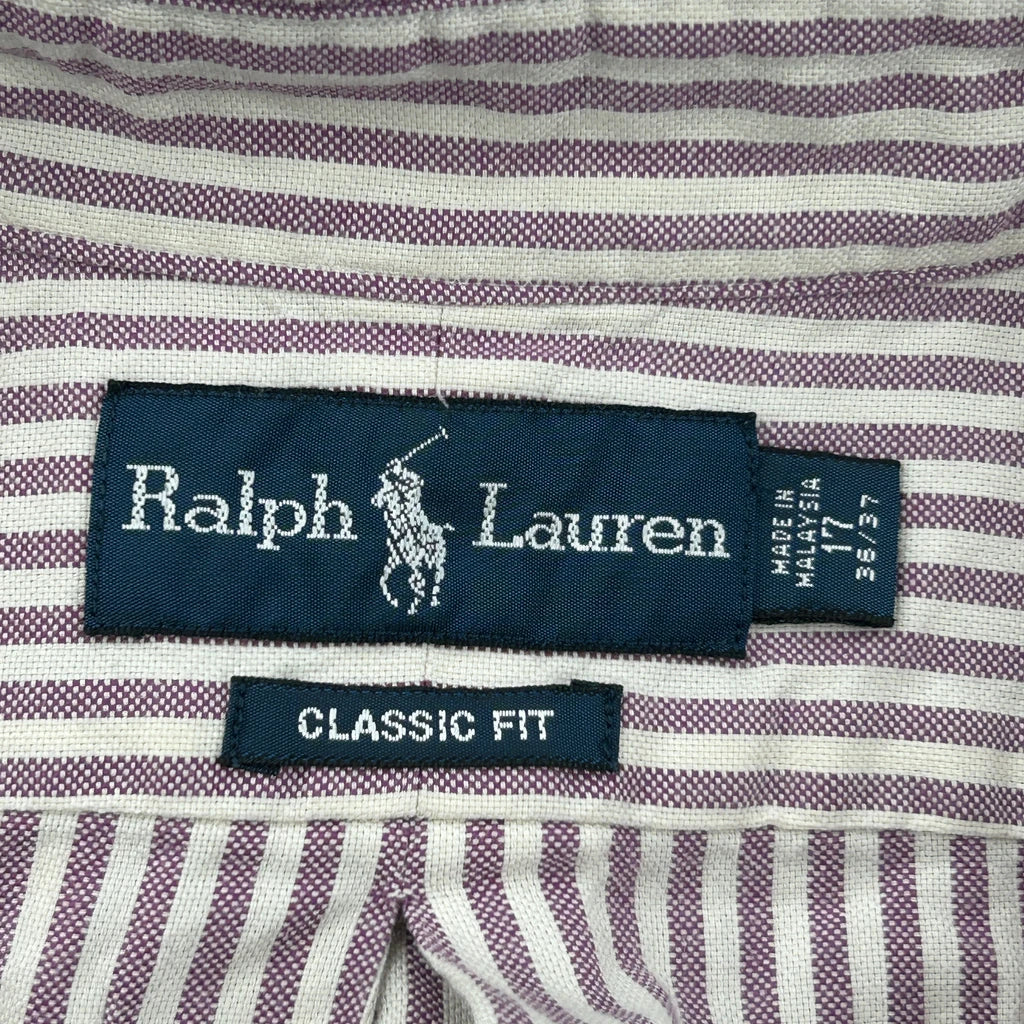 Ralph Lauren
MADE IN
MALAYSIA
17
36/37
CLASSIC FIT